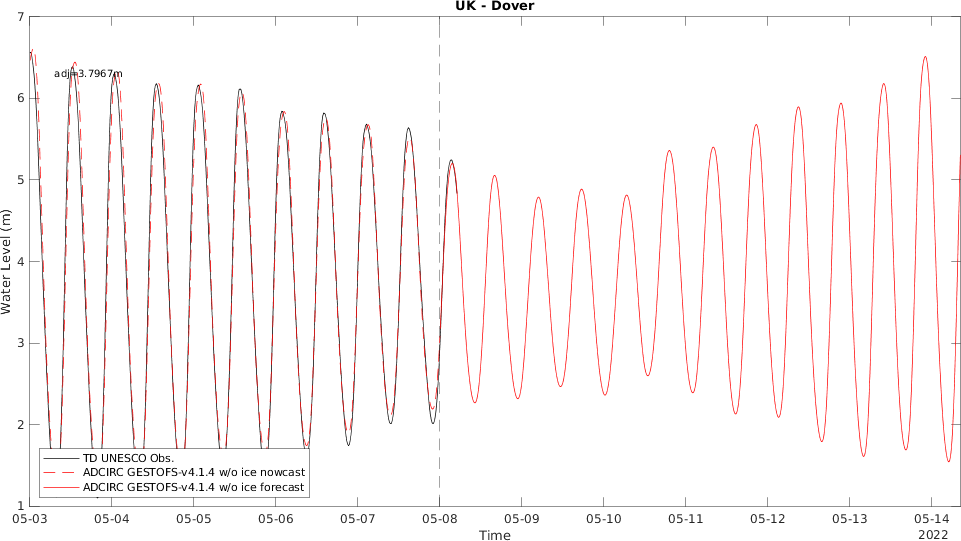 UK - Dover
7
adj=3.7967m
6
5
4
Water Level (m)
3
2
TD UNESCO Obs.
ADCIRC GESTOFS-v4.1.4 w/o ice nowcast
ADCIRC GESTOFS-v4.1.4 w/o ice forecast
1
05-03 05-04 05-05 05-06 05-07 05-08 05-09 05-10 05-11 05-12 05-13 05-14
Time 2022